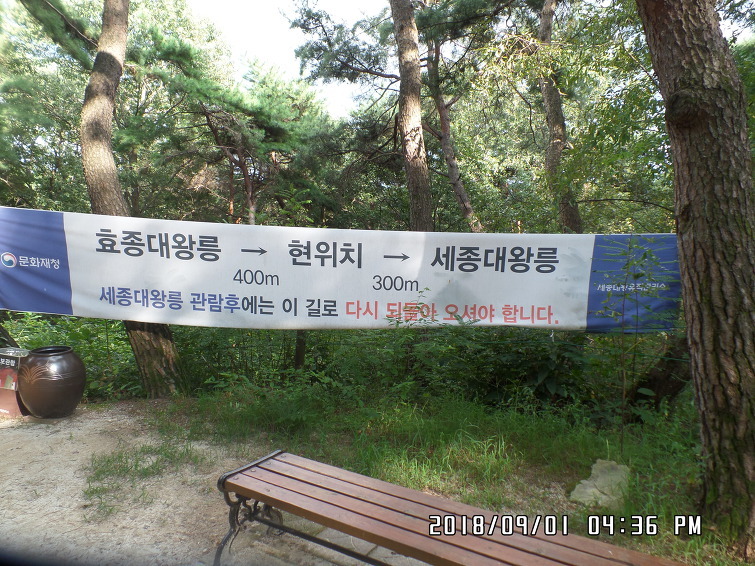 문화재청
효종대왕릉 → 현위치 → 세종대왕릉
400m 300m
세종대왕릉 관람후에는 이 길로 다시 되돌아 오셔야 합니다.
2018/09/01 04:36 PM